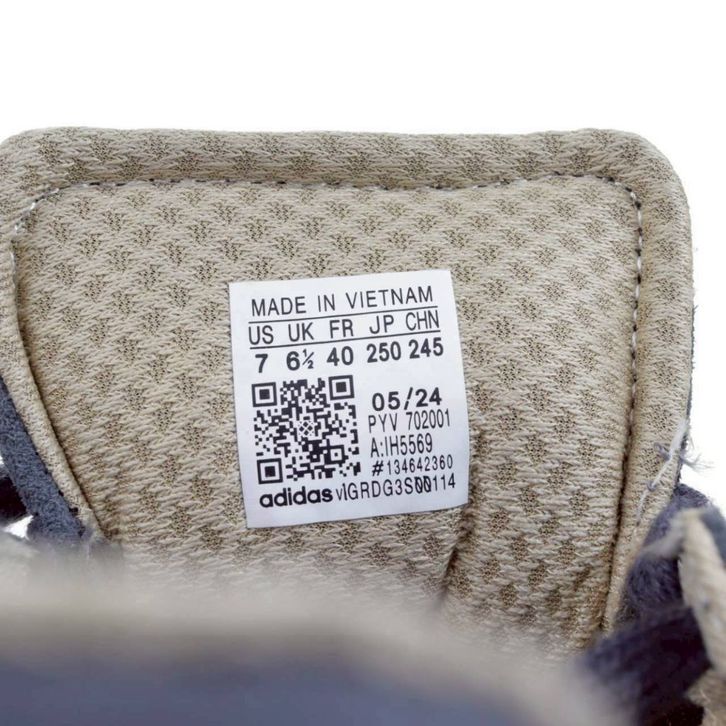 MADE IN VIETNAM
US UK FR JP CHN
7 6½ 40 250 245
05/24
PYV 702001
A:IH5569
#134642360
adidas